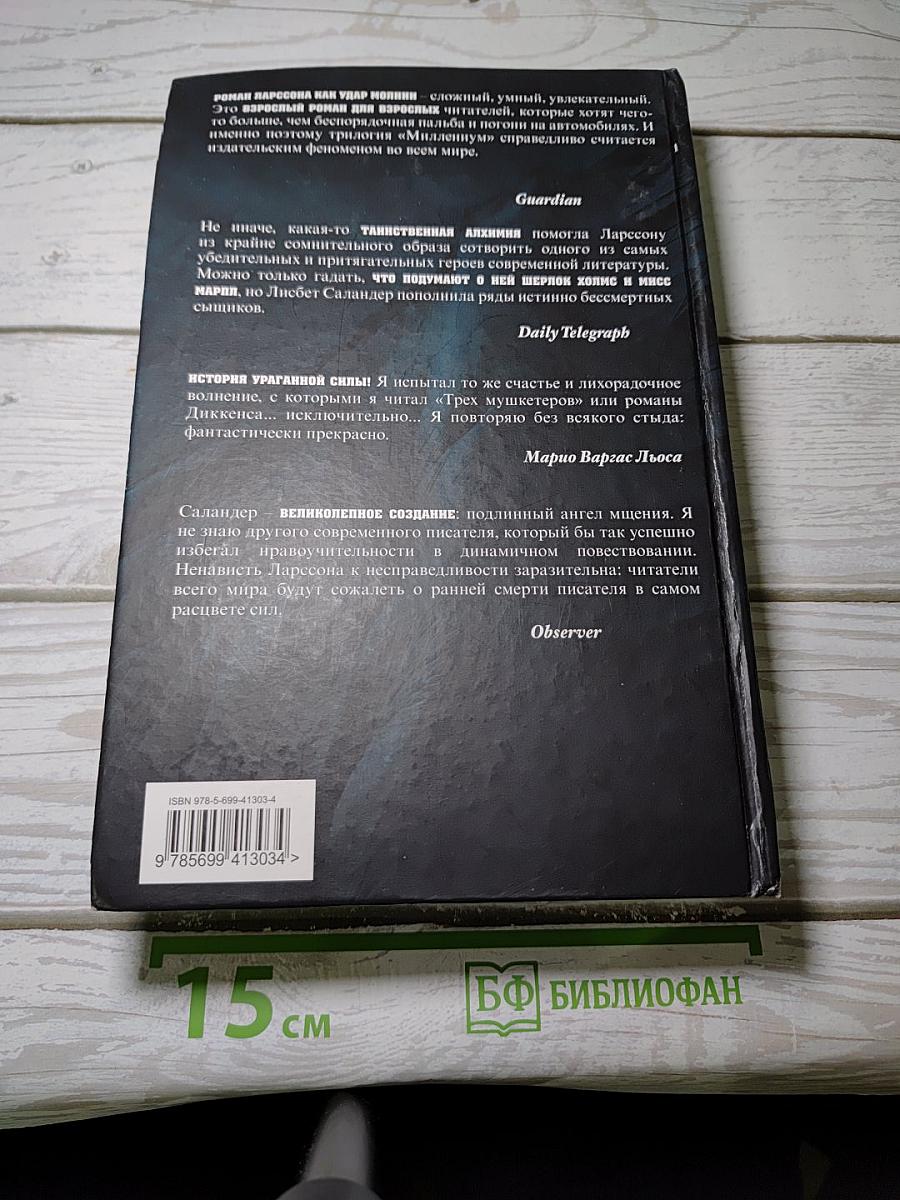 РОМАН ЛАРССОНА КАК УДАР МОЛНИИ – сложный, умный, увлекательный.
Это ВЗРОСЛЫЙ РОМАН ДЛЯ ВЗРОСЛЫХ читателей, которые хотят чего-
то больше, чем беспорядочная пальба и погони на автомобилях. И
именно поэтому трилогия «Миллениум» справедливо считается
издательским феноменом во всем мире.
Guardian
Не иначе, какая-то ТАИНСТВЕННАЯ АЛХИМИЯ помогла Ларссону
из крайне сомнительного образа сотворить одного из самых
убедительных и притягательных героев современной литературы.
Можно только гадать, ЧТО ПОДУМАЮТ О НЕЙ ШЕРЛОК ХОЛМС И МИСС
МАРПЛ, но Лисбет Саландер пополнила ряды истинно бессмертных
сыщиков.
Daily Telegraph
ИСТОРИЯ УРАГАННОЙ СИЛЫ! Я испытал то же счастье и лихорадочное
волнение, с которыми я читал «Трех мушкетеров» или романы
Диккенса... исключительно... Я повторяю без всякого стыда:
фантастически прекрасно.
Марио Варгас Льоса
Саландер – ВЕЛИКОЛЕПНОЕ СОЗДАНИЕ: подлинный ангел мщения. Я
не знаю другого современного писателя, который бы так успешно
избегал нравоучительности в динамичном повествовании.
Ненависть Ларссона к несправедливости заразительна: читатели
всего мира будут сожалеть о ранней смерти писателя в самом
расцвете сил.
Observer
ISBN 978-5-699-41303-4
9 785699 413034 >
15 см
БФ БИБЛИОФАН